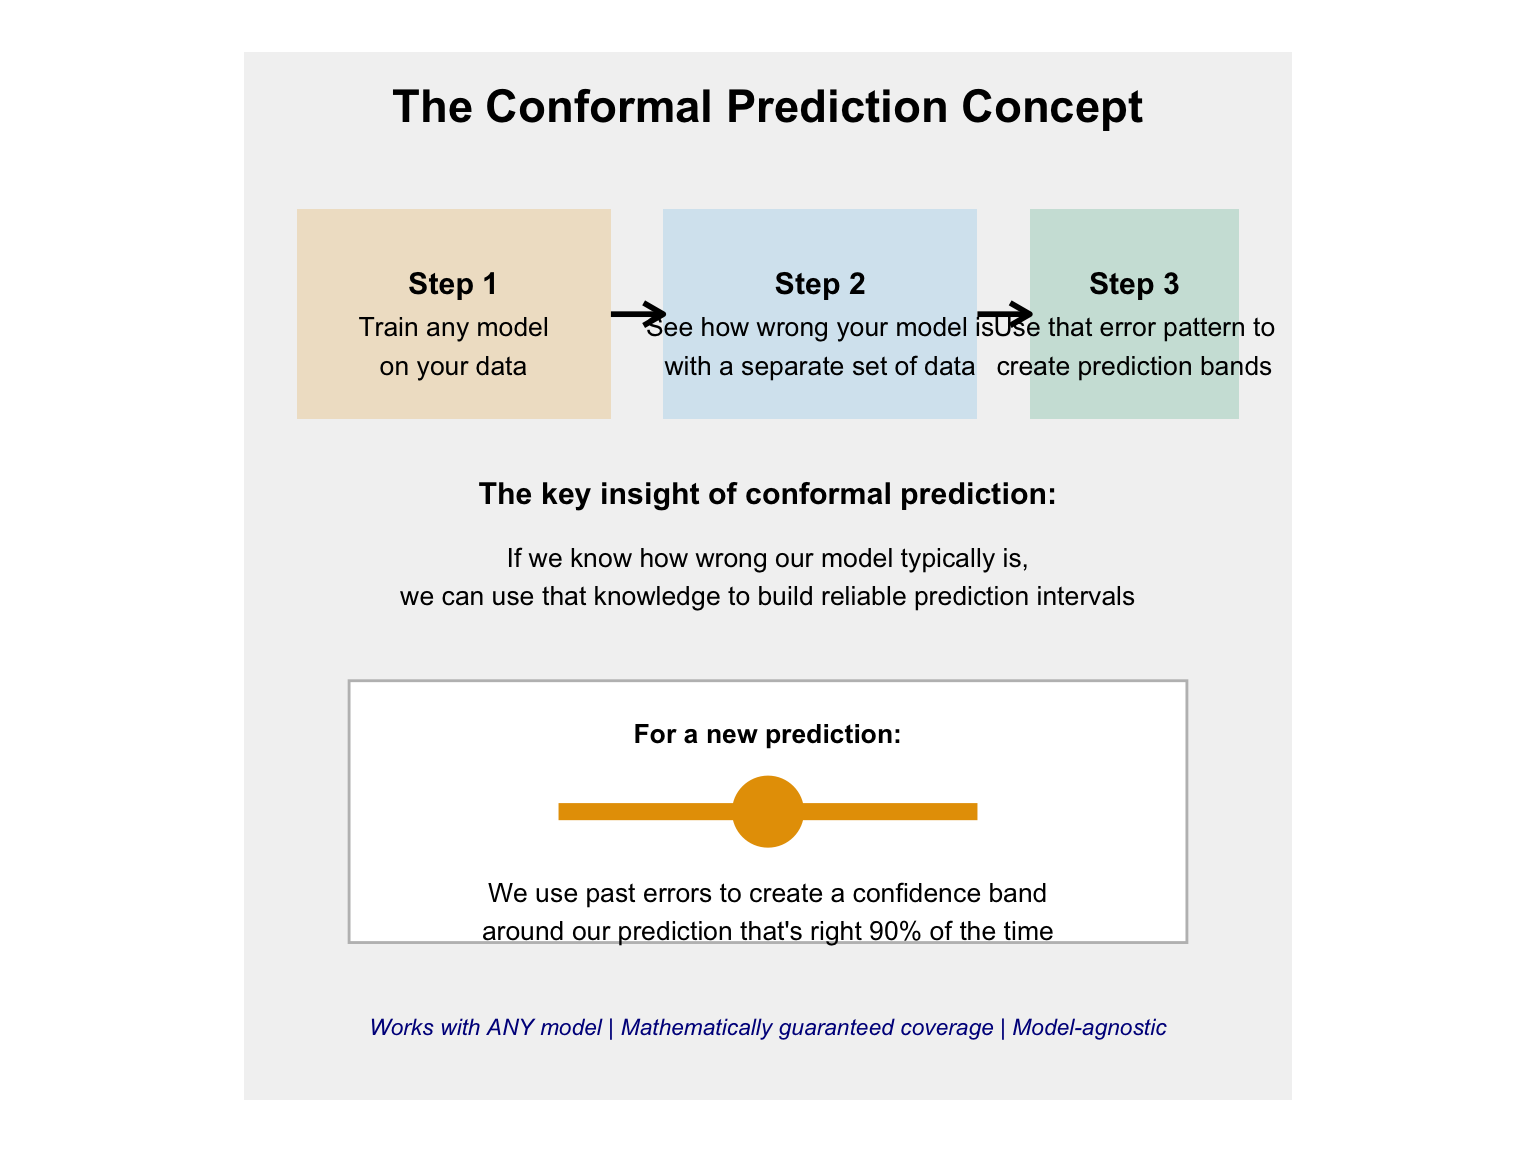 The Conformal Prediction Concept
Step 1
Train any model
on your data
Step 2
See how wrong your model is
with a separate set of data
Step 3
Use that error pattern to
create prediction bands
The key insight of conformal prediction:
If we know how wrong our model typically is,
we can use that knowledge to build reliable prediction intervals
For a new prediction:
We use past errors to create a confidence band
around our prediction that's right 90% of the time
Works with ANY model | Mathematically guaranteed coverage | Model-agnostic